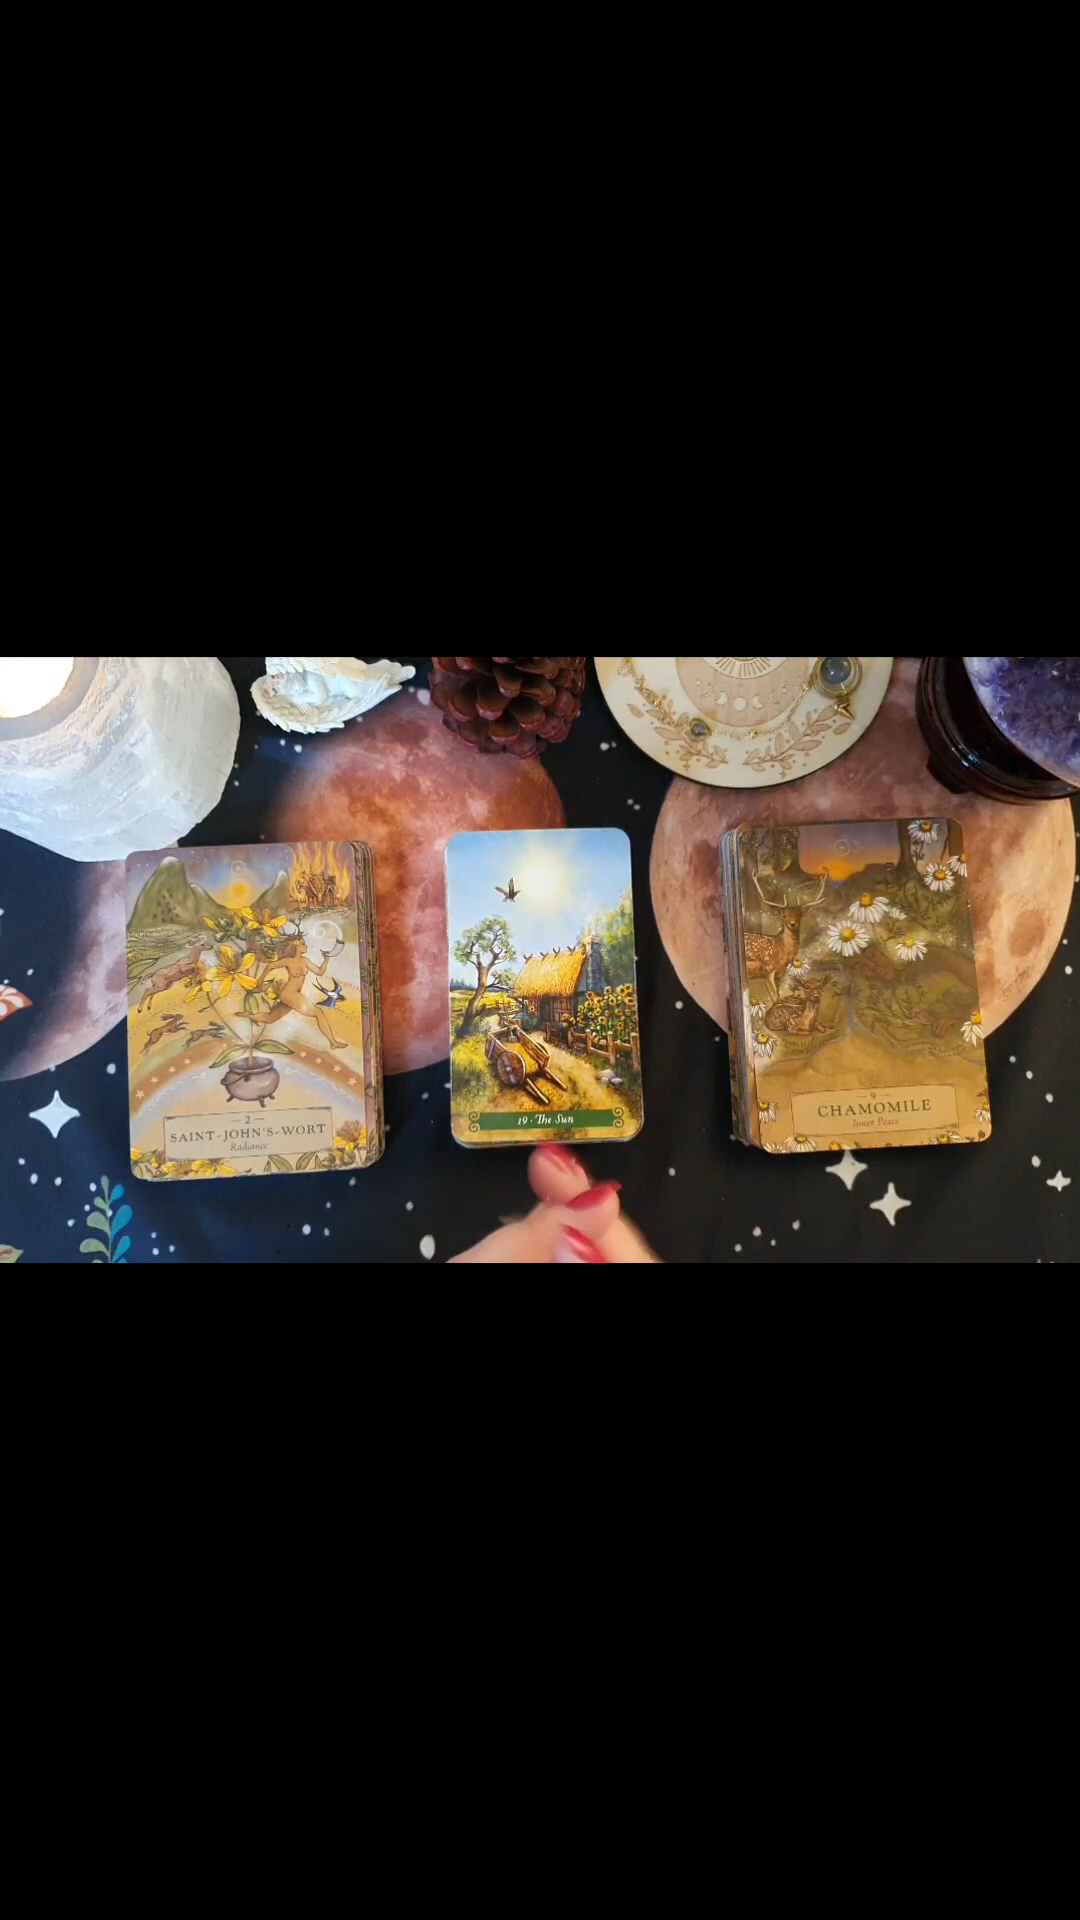 2
SAINT-JOHN'S-WORT
Radiance
19 · The Sun
9
CHAMOMILE
Inner Peace